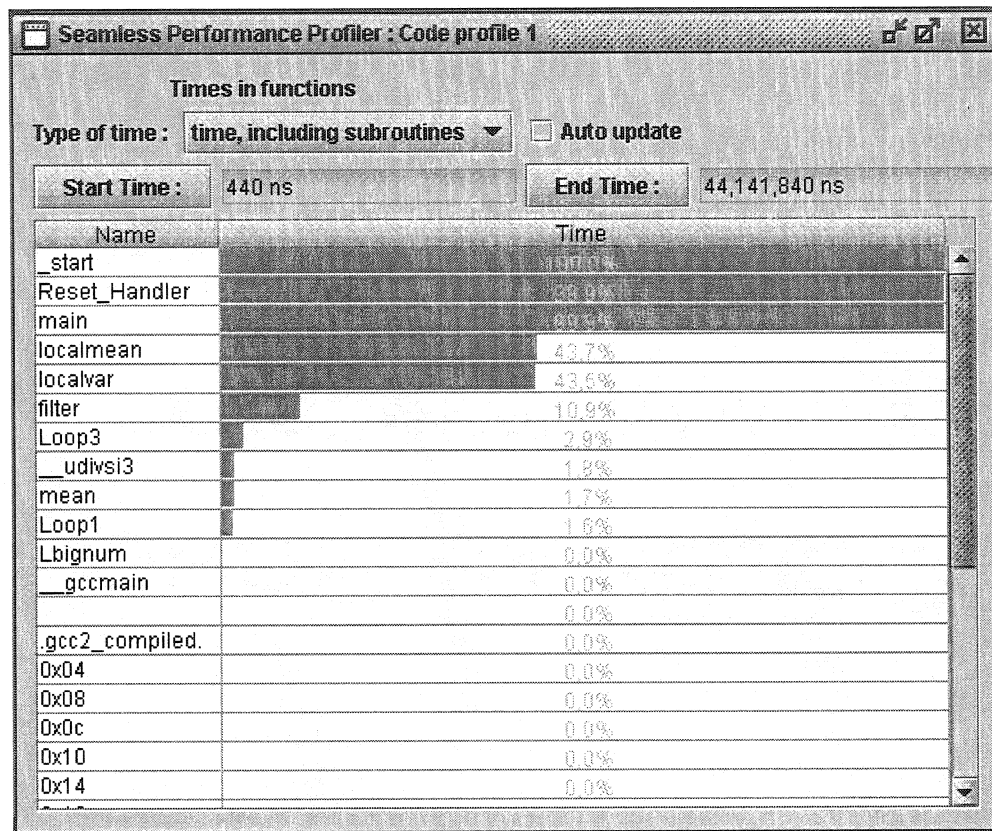 Seamless Performance Profiler : Code profile 1
Times in functions
Type of time : time, including subroutines Auto update
Start Time : 440 ns End Time : 44,141,840 ns
Name Time
_start 100.0%
Reset_Handler
main
localmean 43,7%
localvar 43,6%
filter 10,9%
Loop3 2,9%
__udivsi3 1,8%
mean 1,7%
Loop1 1,6%
Lbignum 0,0%
__gccmain 0,0%
0,0%
.gcc2_compiled. 0,0%
0x04 0,0%
0x08 0,0%
0x0c 0,0%
0x10 0,0%
0x14 0,0%